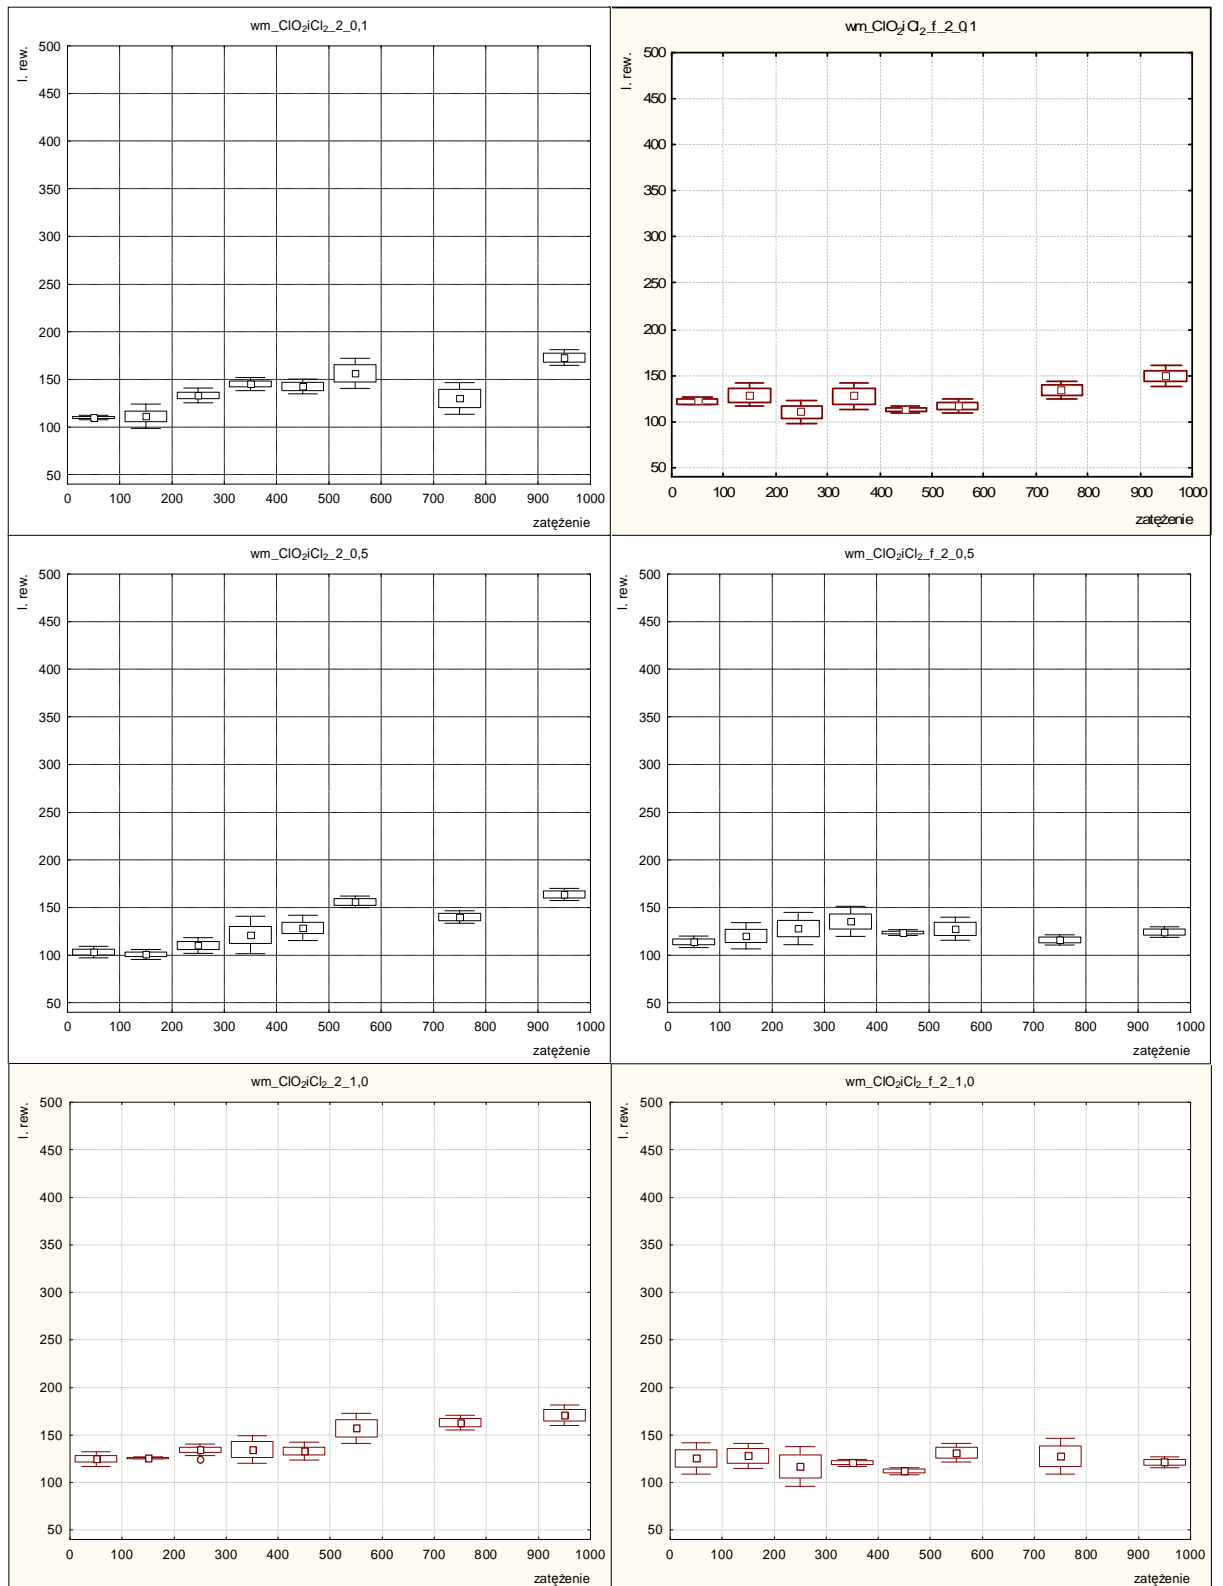 wm_ClO₂iCl₂_2_0,1
l. rew.
500
450
400
350
300
250
200
150
100
50
0 100 200 300 400 500 600 700 800 900 1000
zatężenie
wm_ClO₂iCl₂_f_2_0,1
l. rew.
500
450
400
350
300
250
200
150
100
50
0 100 200 300 400 500 600 700 800 900 1000
zatężenie
wm_ClO₂iCl₂_2_0,5
l. rew.
500
450
400
350
300
250
200
150
100
50
0 100 200 300 400 500 600 700 800 900 1000
zatężenie
wm_ClO₂iCl₂_f_2_0,5
l. rew.
500
450
400
350
300
250
200
150
100
50
0 100 200 300 400 500 600 700 800 900 1000
zatężenie
wm_ClO₂iCl₂_2_1,0
l. rew.
500
450
400
350
300
250
200
150
100
50
0 100 200 300 400 500 600 700 800 900 1000
zatężenie
wm_ClO₂iCl₂_f_2_1,0
l. rew.
500
450
400
350
300
250
200
150
100
50
0 100 200 300 400 500 600 700 800 900 1000
zatężenie